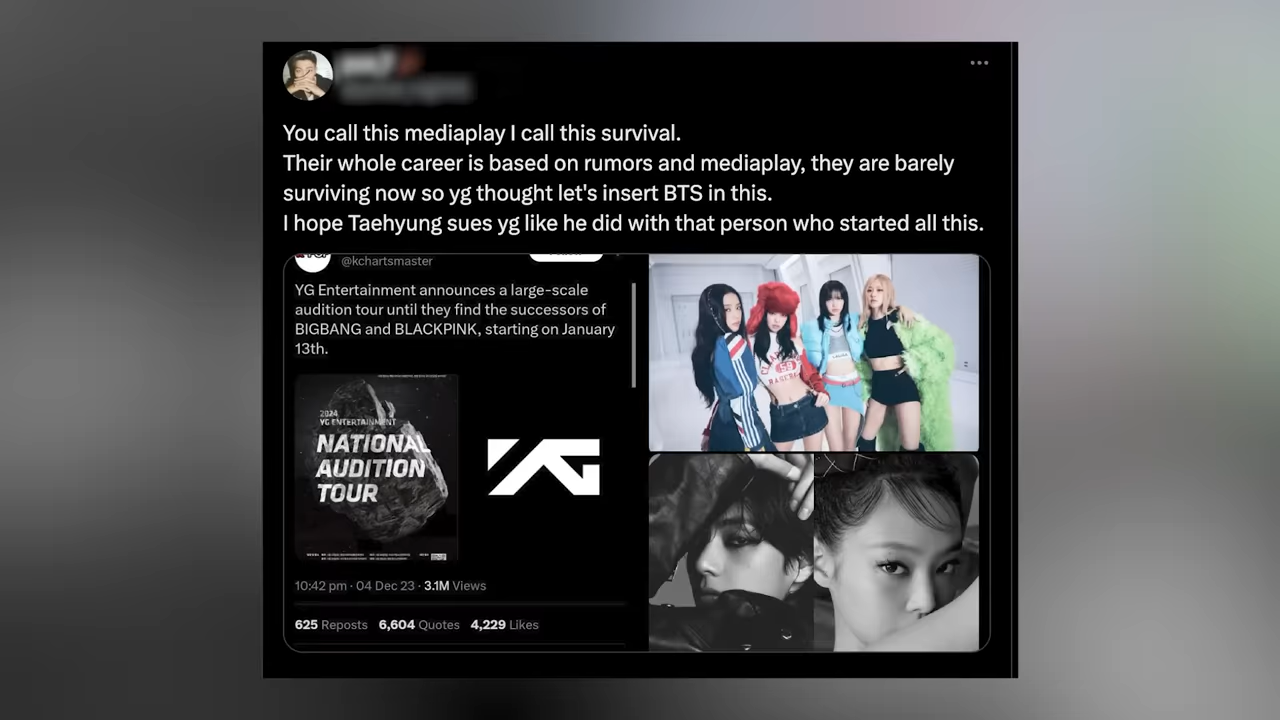 You call this mediaplay I call this survival.
Their whole career is based on rumors and mediaplay, they are barely
surviving now so yg thought let's insert BTS in this.
I hope Taehyung sues yg like he did with that person who started all this.
@kchartsmaster
YG Entertainment announces a large-scale
audition tour until they find the successors of
BIGBANG and BLACKPINK, starting on January
13th.
2024
YG ENTERTAINMENT
NATIONAL
AUDITION
TOUR
YG
10:42 pm · 04 Dec 23 · 3.1M Views
625 Reposts 6,604 Quotes 4,229 Likes